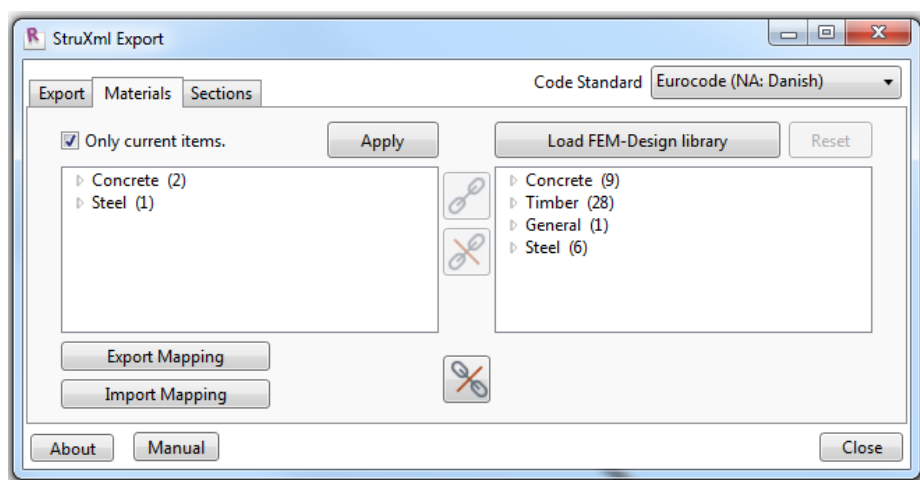 R StruXml Export
Code Standard Eurocode (NA: Danish)
Export Materials Sections
Only current items. Apply Load FEM-Design library Reset
Concrete (2)
Steel (1)
Concrete (9)
Timber (28)
General (1)
Steel (6)
Export Mapping
Import Mapping
About Manual Close